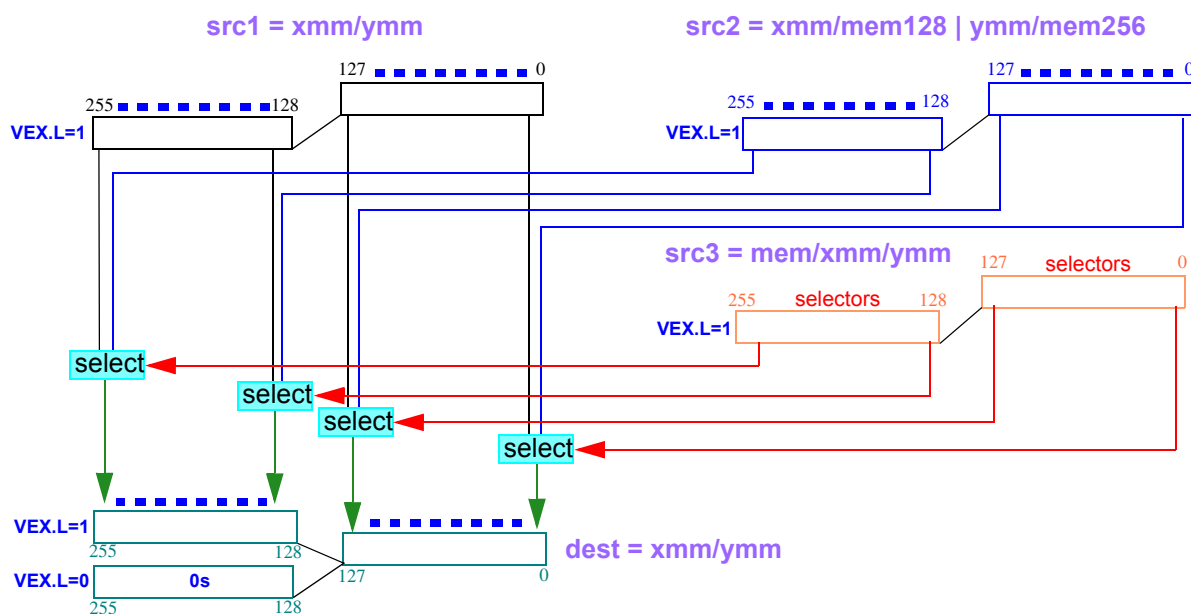 src1 = xmm/ymm
src2 = xmm/mem128 | ymm/mem256
127 0
127 0
255 128
255 128
VEX.L=1
VEX.L=1
src3 = mem/xmm/ymm
127 selectors 0
255 selectors 128
VEX.L=1
select
select
select
select
VEX.L=1
255 128
dest = xmm/ymm
127 0
VEX.L=0 0s
255 128